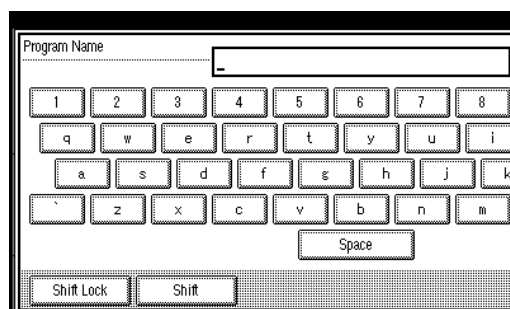 Program Name
_
1 2 3 4 5 6 7 8
q w e r t y u i
a s d f g h j k
` z x c v b n m
Space
Shift Lock Shift